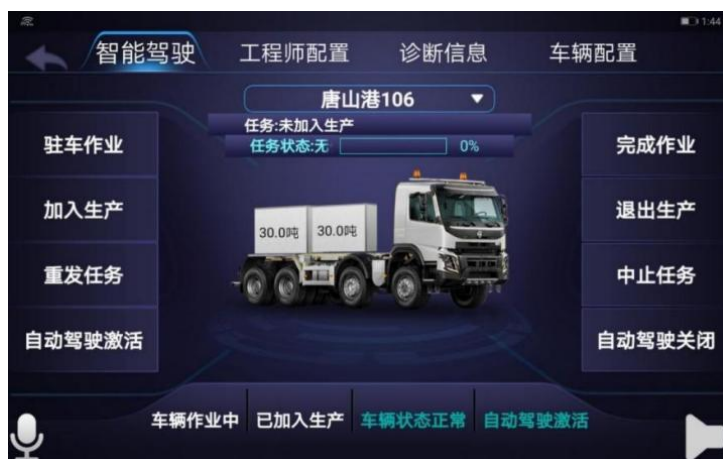 1:44
智能驾驶 工程师配置 诊断信息 车辆配置
唐山港106
任务:未加入生产
任务状态:无 0%
驻车作业
加入生产
重发任务
自动驾驶激活
30.0吨 30.0吨
完成作业
退出生产
中止任务
自动驾驶关闭
车辆作业中 已加入生产 车辆状态正常 自动驾驶激活